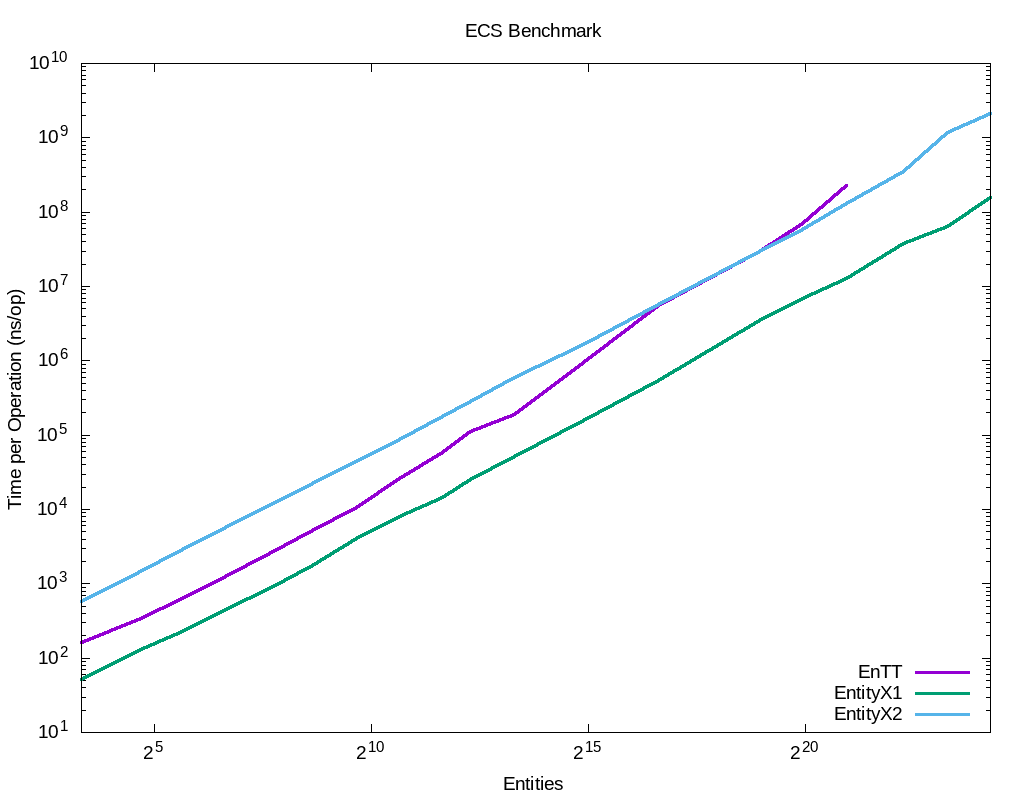 ECS Benchmark
Time per Operation (ns/op)
10^10
10^9
10^8
10^7
10^6
10^5
10^4
10^3
10^2
10^1
2^5
2^10
2^15
2^20
Entities
EnTT
EntityX1
EntityX2